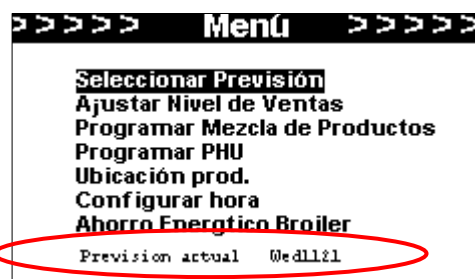 > > > > > Menú > > > > >
Seleccionar Previsión
Ajustar Nivel de Ventas
Programar Mezcla de Productos
Programar PHU
Ubicación prod.
Configurar hora
Ahorro Energtico Broiler
Prevision actual Wed1121